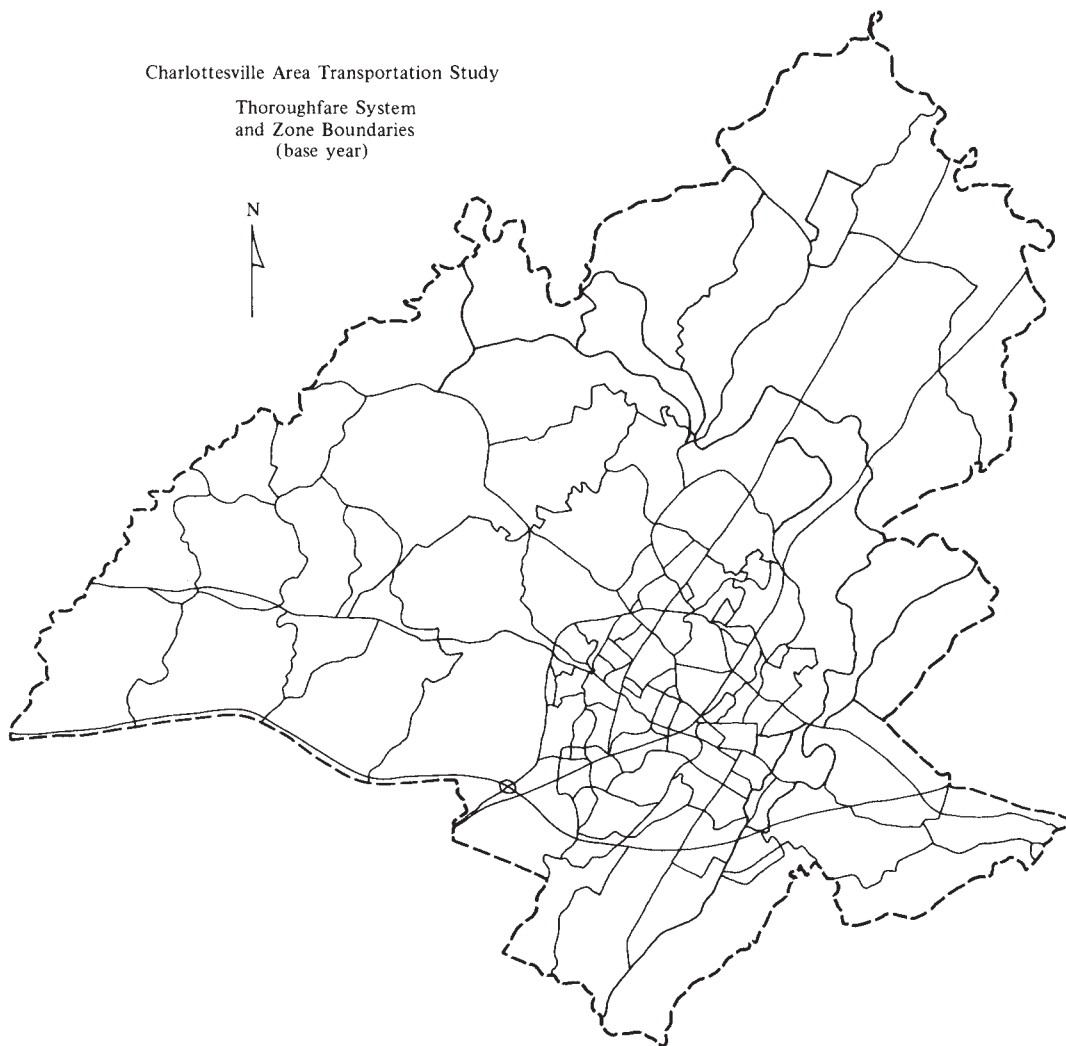 Charlottesville Area Transportation Study
Thoroughfare System
and Zone Boundaries
(base year)
N